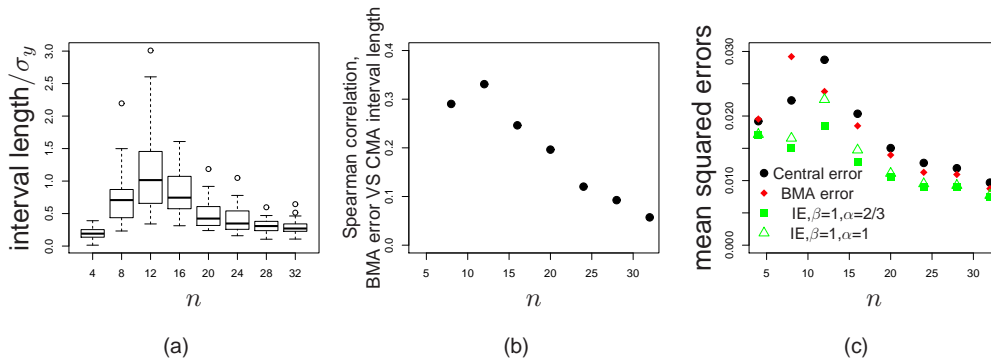 interval length/σy
0.0 0.5 1.0 1.5 2.0 2.5 3.0
4 8 12 16 20 24 28 32
n
(a)
Spearman correlation,
BMA error VS CMA interval length
0.0 0.1 0.2 0.3 0.4
5 10 15 20 25 30
n
(b)
mean squared errors
0.000 0.010 0.020 0.030
Central error
BMA error
IE,β=1,α=2/3
IE,β=1,α=1
5 10 15 20 25 30
n
(c)